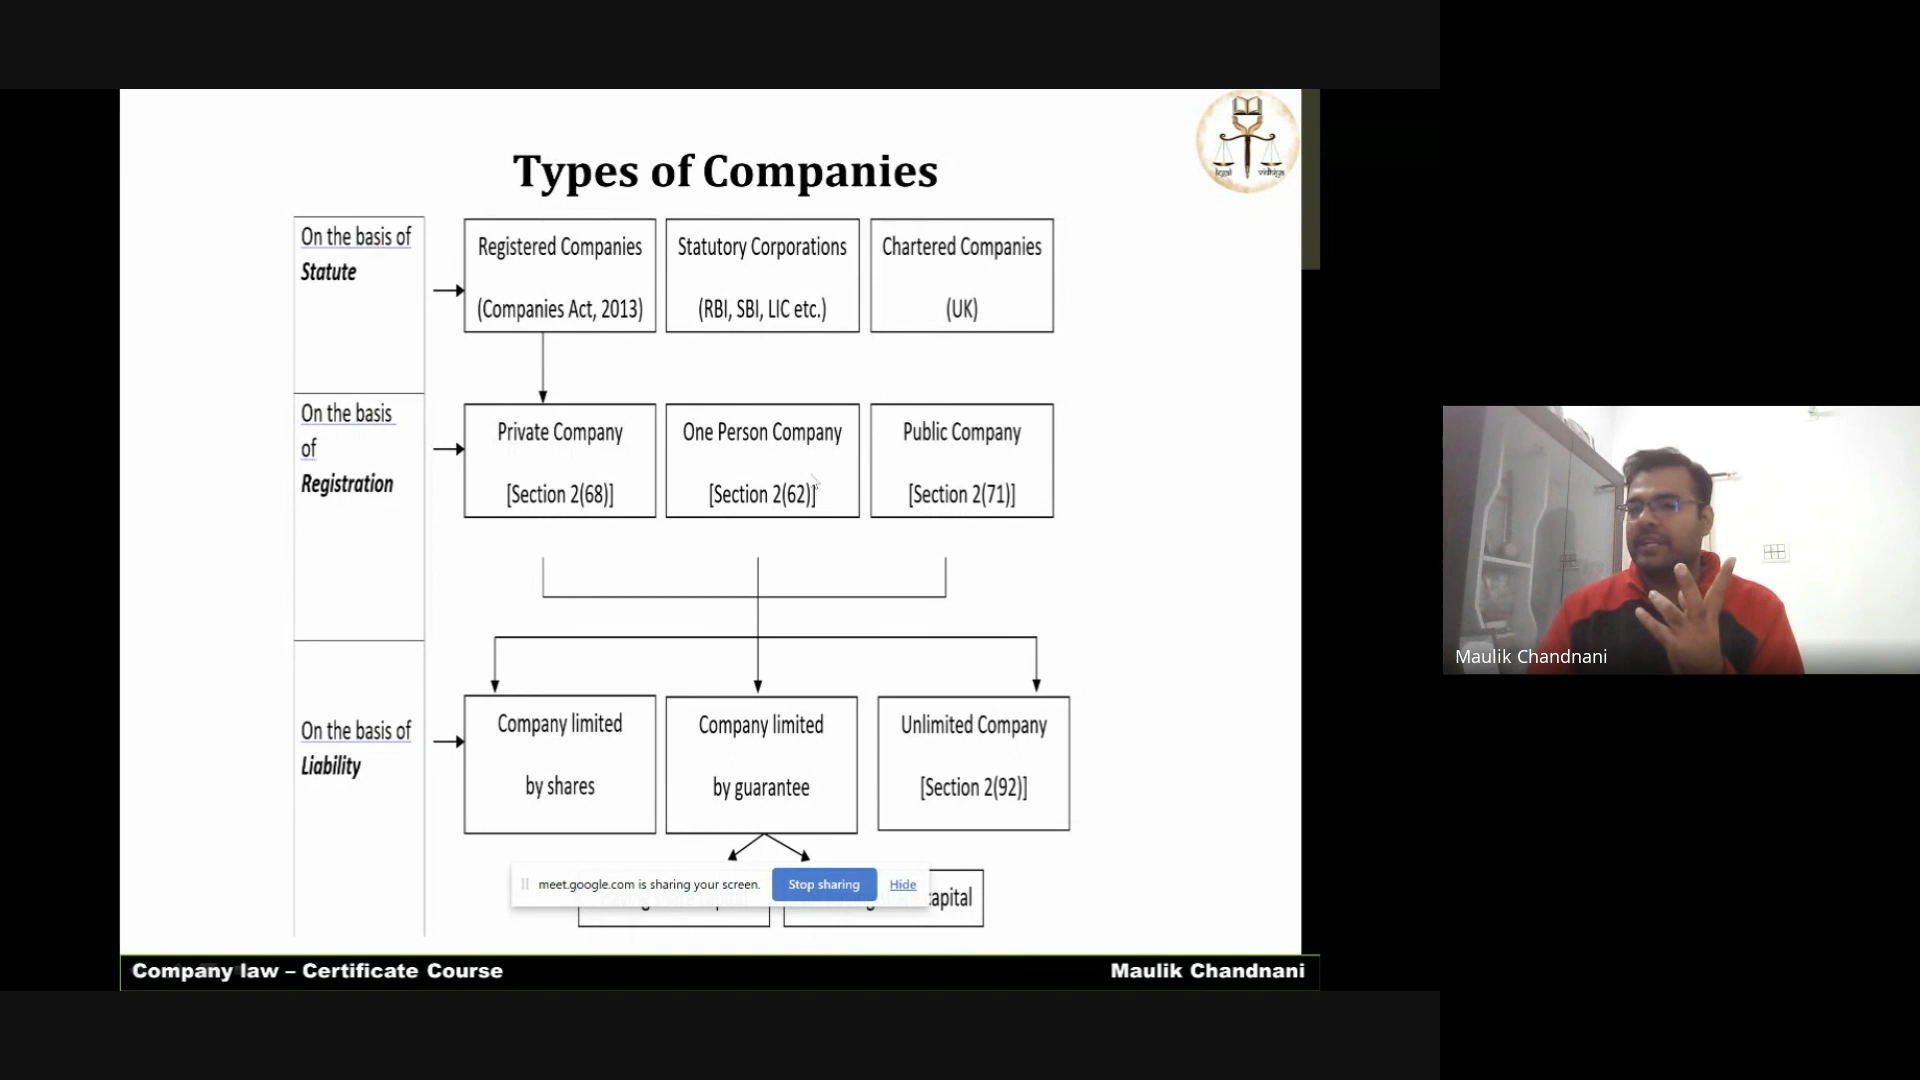 legal vidhiya
Types of Companies
On the basis of
Statute
Registered Companies
(Companies Act, 2013)
Statutory Corporations
(RBI, SBI, LIC etc.)
Chartered Companies
(UK)
On the basis
of
Registration
Private Company
[Section 2(68)]
One Person Company
[Section 2(62)]
Public Company
[Section 2(71)]
On the basis of
Liability
Company limited
by shares
Company limited
by guarantee
Unlimited Company
[Section 2(92)]
meet.google.com is sharing your screen.
Stop sharing
Hide
capital
Company law – Certificate Course
Maulik Chandnani
Maulik Chandnani